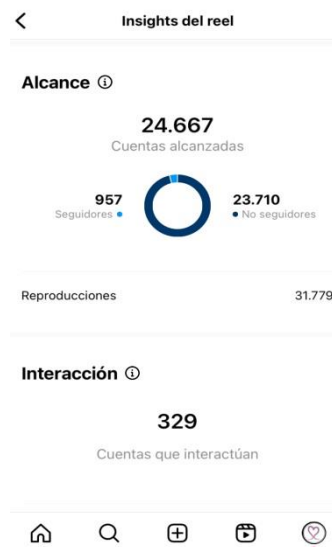 Insights del reel
Alcance
24.667
Cuentas alcanzadas
957
Seguidores
23.710
No seguidores
Reproducciones 31.779
Interacción
329
Cuentas que interactúan